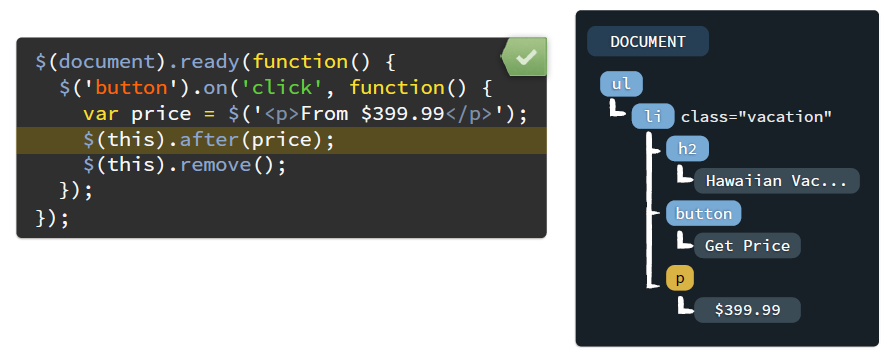 $(document).ready(function() {
$('button').on('click', function() {
var price = $('<p>From $399.99</p>');
$(this).after(price);
$(this).remove();
});
});
DOCUMENT
ul
li class="vacation"
h2
Hawaiian Vac...
button
Get Price
p
$399.99